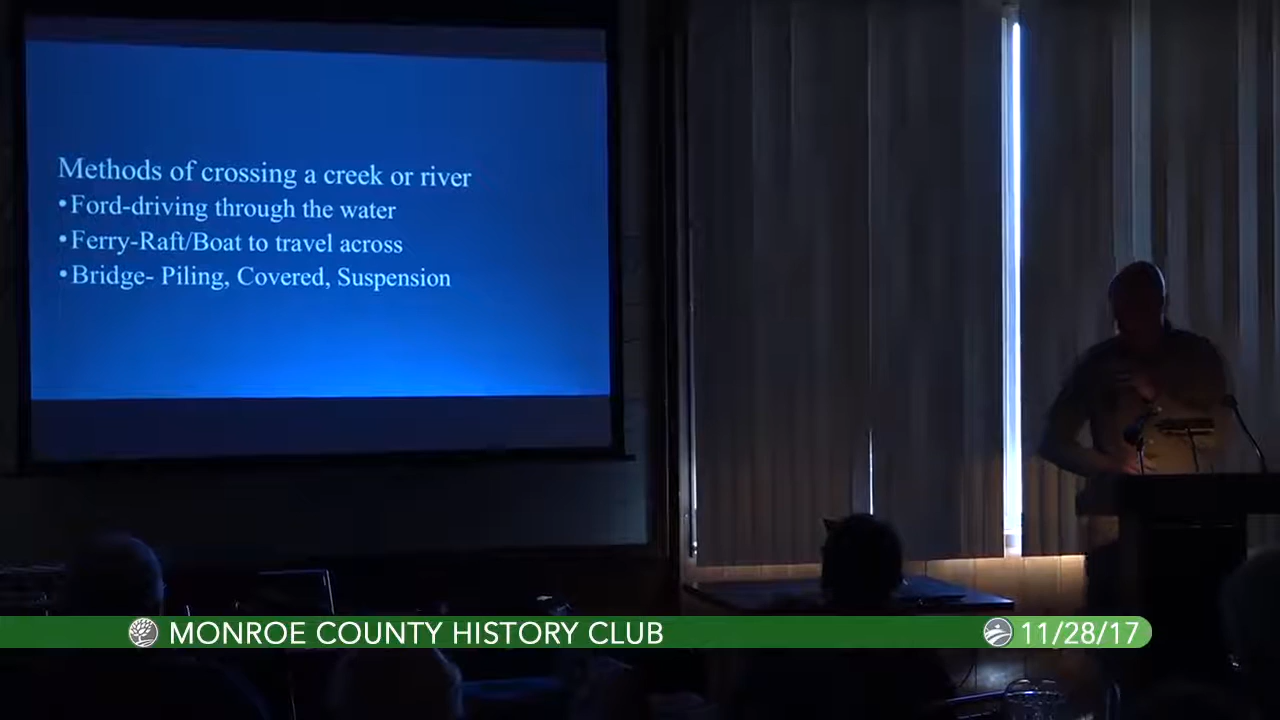 Methods of crossing a creek or river
•Ford-driving through the water
•Ferry-Raft/Boat to travel across
•Bridge- Piling, Covered, Suspension
MONROE COUNTY HISTORY CLUB
11/28/17